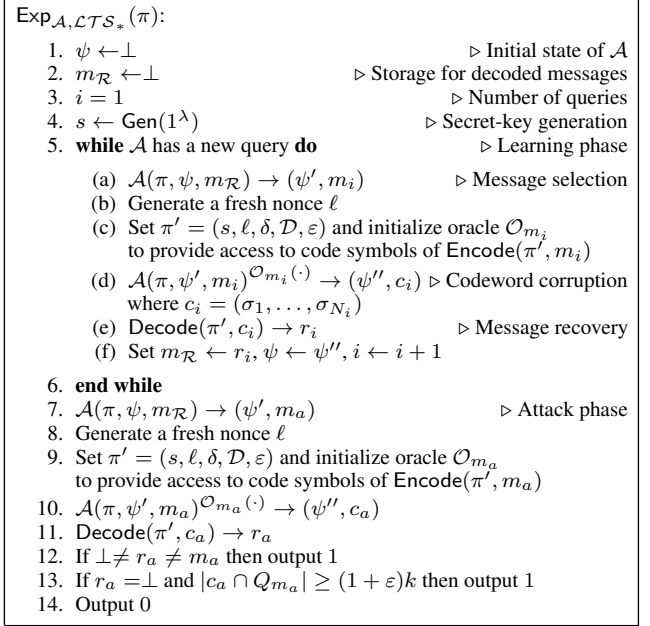 Exp_{𝒜,ℒ𝒯𝒮_*}(π):
1. ψ ←⊥ ▷ Initial state of 𝒜
2. m_ℛ ←⊥ ▷ Storage for decoded messages
3. i = 1 ▷ Number of queries
4. s ← Gen(1^λ) ▷ Secret-key generation
5. while 𝒜 has a new query do ▷ Learning phase
(a) 𝒜(π, ψ, m_ℛ) → (ψ′, m_i) ▷ Message selection
(b) Generate a fresh nonce ℓ
(c) Set π′ = (s, ℓ, δ, 𝒟, ε) and initialize oracle 𝒪_{m_i}
to provide access to code symbols of Encode(π′, m_i)
(d) 𝒜(π, ψ′, m_i)^{𝒪_{m_i}(·)} → (ψ″, c_i) ▷ Codeword corruption
where c_i = (σ_1, . . . , σ_{N_i})
(e) Decode(π′, c_i) → r_i ▷ Message recovery
(f) Set m_ℛ ← r_i, ψ ← ψ″, i ← i + 1
6. end while
7. 𝒜(π, ψ, m_ℛ) → (ψ′, m_a) ▷ Attack phase
8. Generate a fresh nonce ℓ
9. Set π′ = (s, ℓ, δ, 𝒟, ε) and initialize oracle 𝒪_{m_a}
to provide access to code symbols of Encode(π′, m_a)
10. 𝒜(π, ψ′, m_a)^{𝒪_{m_a}(·)} → (ψ″, c_a)
11. Decode(π′, c_a) → r_a
12. If ⊥≠ r_a ≠ m_a then output 1
13. If r_a =⊥ and |c_a ∩ Q_{m_a}| ≥ (1 + ε)k then output 1
14. Output 0